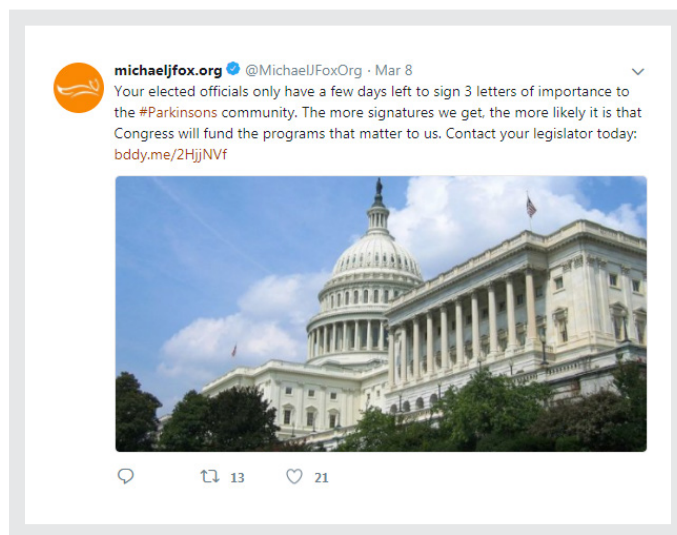 michaeljfox.org @MichaelJFoxOrg · Mar 8
Your elected officials only have a few days left to sign 3 letters of importance to
the #Parkinsons community. The more signatures we get, the more likely it is that
Congress will fund the programs that matter to us. Contact your legislator today:
bddy.me/2HjjNVf
13 21